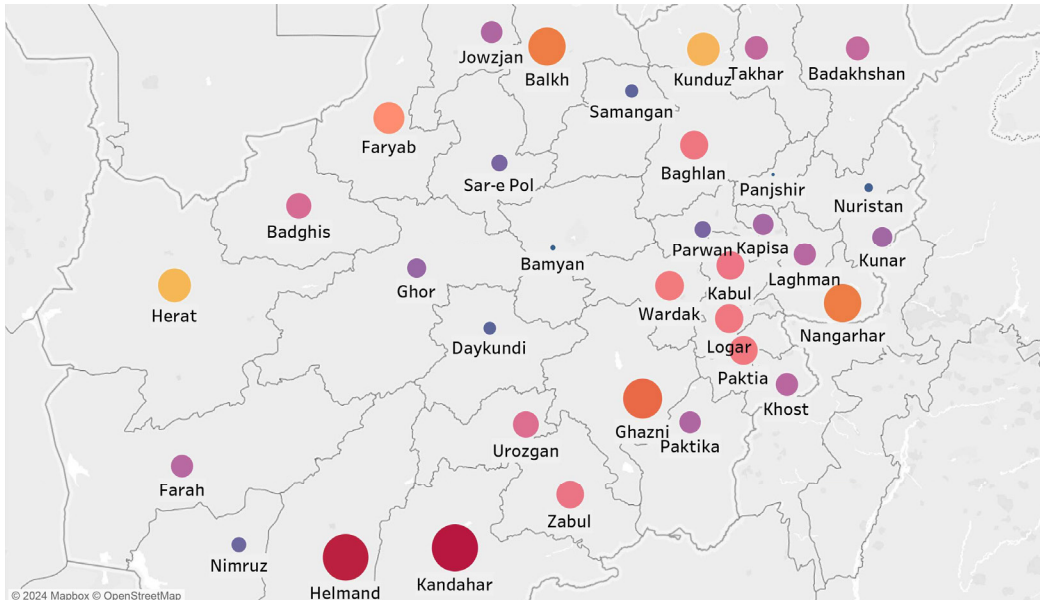 Jowzjan
Balkh
Kunduz
Takhar
Badakhshan
Samangan
Faryab
Baghlan
Sar-e Pol
Panjshir
Nuristan
Badghis
Parwan
Kapisa
Kunar
Bamyan
Laghman
Ghor
Kabul
Herat
Wardak
Nangarhar
Daykundi
Logar
Paktia
Khost
Ghazni
Paktika
Urozgan
Farah
Zabul
Nimruz
Kandahar
Helmand
© 2024 Mapbox © OpenStreetMap